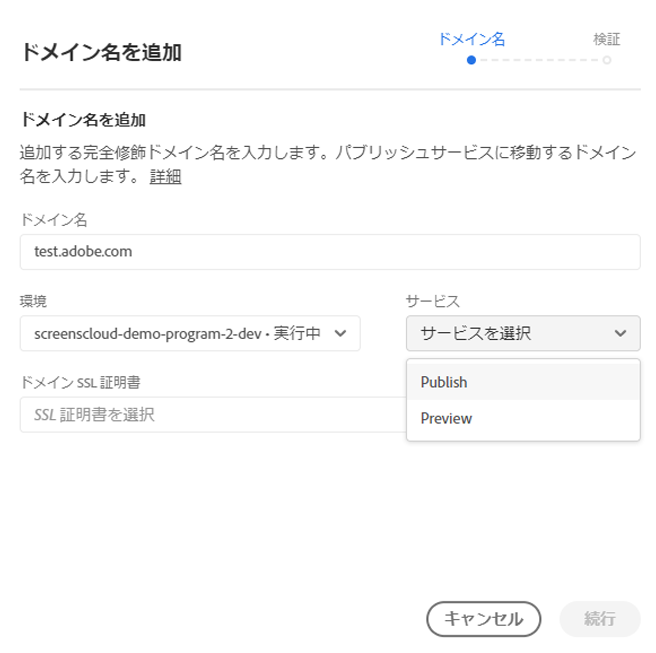 ドメイン名を追加
ドメイン名
検証
ドメイン名を追加
追加する完全修飾ドメイン名を入力します。パブリッシュサービスに移動するドメイン
名を入力します。 詳細
ドメイン名
test.adobe.com
環境
サービス
screenscloud-demo-program-2-dev • 実行中
サービスを選択
ドメイン SSL 証明書
SSL 証明書を選択
Publish
Preview
キャンセル
続行